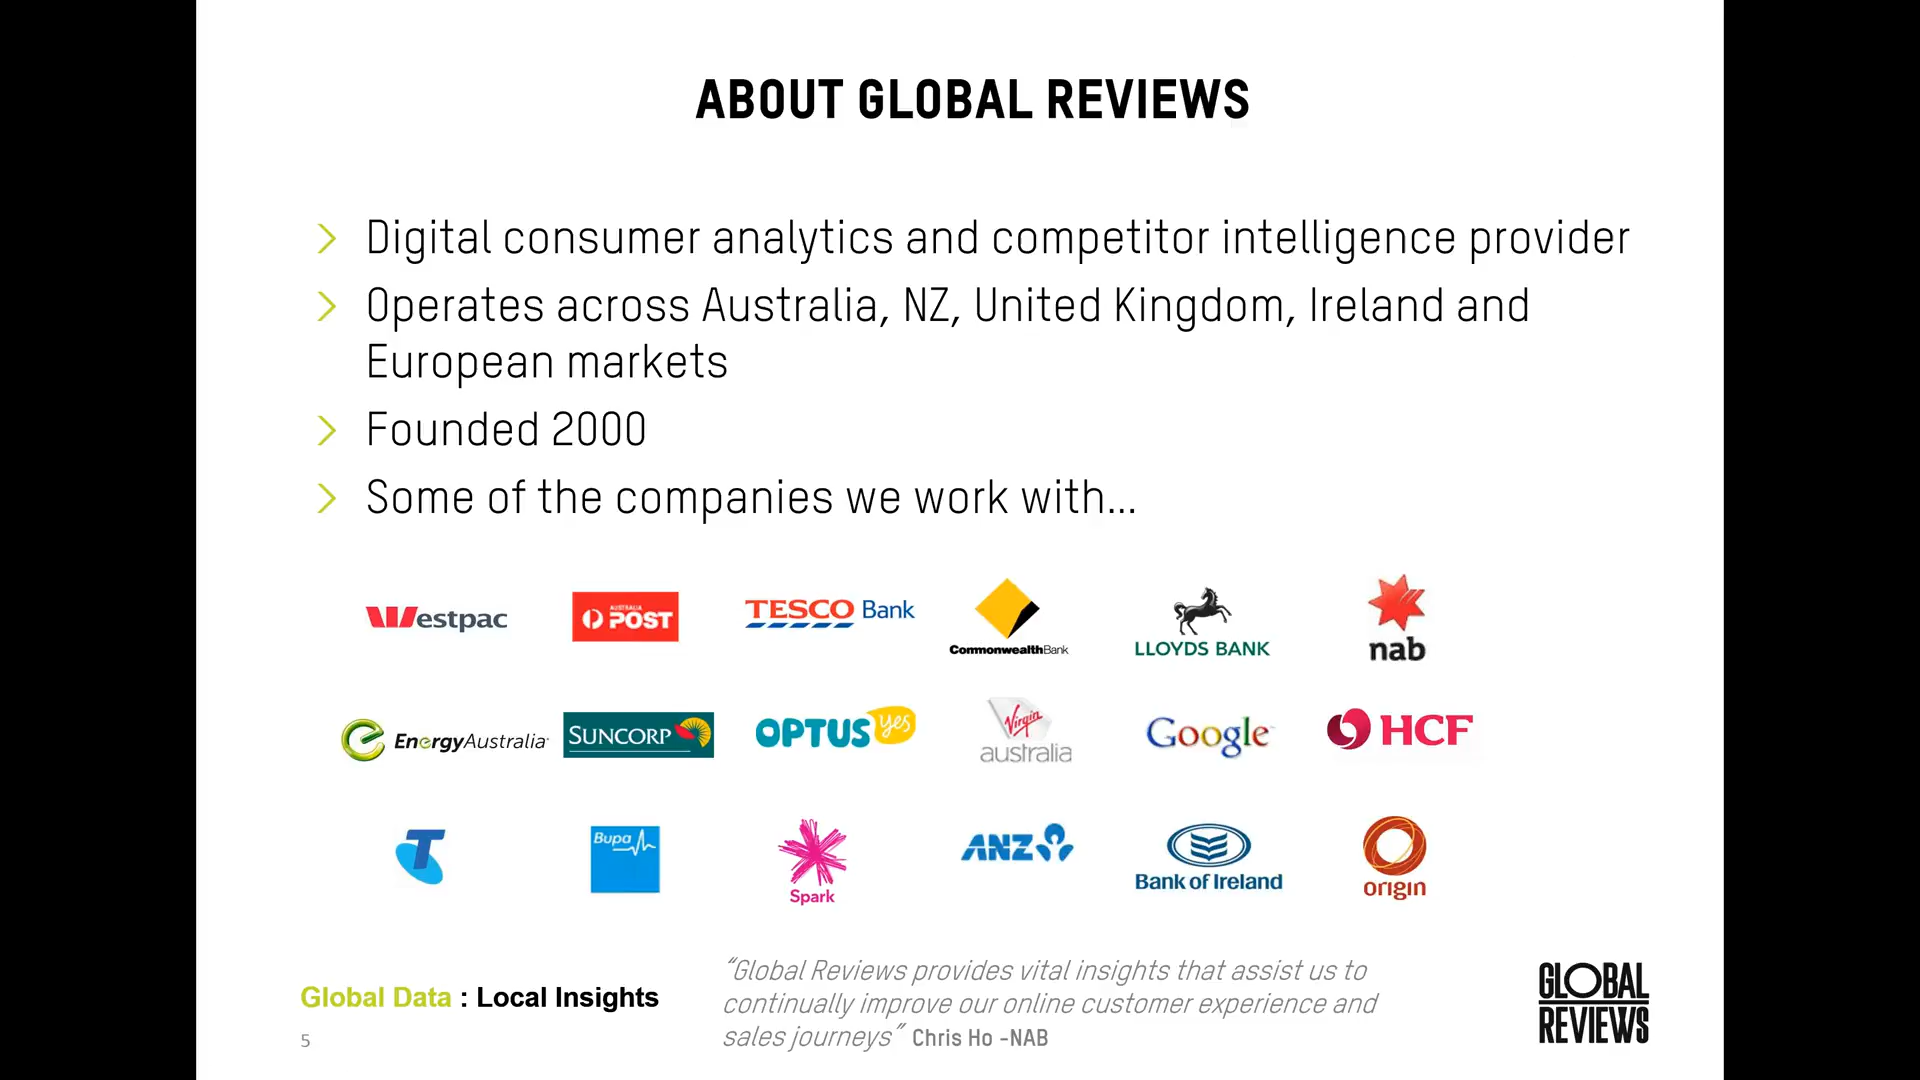 ABOUT GLOBAL REVIEWS
Digital consumer analytics and competitor intelligence provider
Operates across Australia, NZ, United Kingdom, Ireland and
European markets
Founded 2000
Some of the companies we work with...
Westpac
AUSTRALIA
POST
TESCO Bank
CommonwealthBank
LLOYDS BANK
nab
EnergyAustralia
SUNCORP
OPTUS yes
Virgin
australia
Google
HCF
T
Bupa
Spark
ANZ
Bank of Ireland
origin
Global Data : Local Insights
"Global Reviews provides vital insights that assist us to
continually improve our online customer experience and
sales journeys" Chris Ho -NAB
GLOBAL
REVIEWS
5